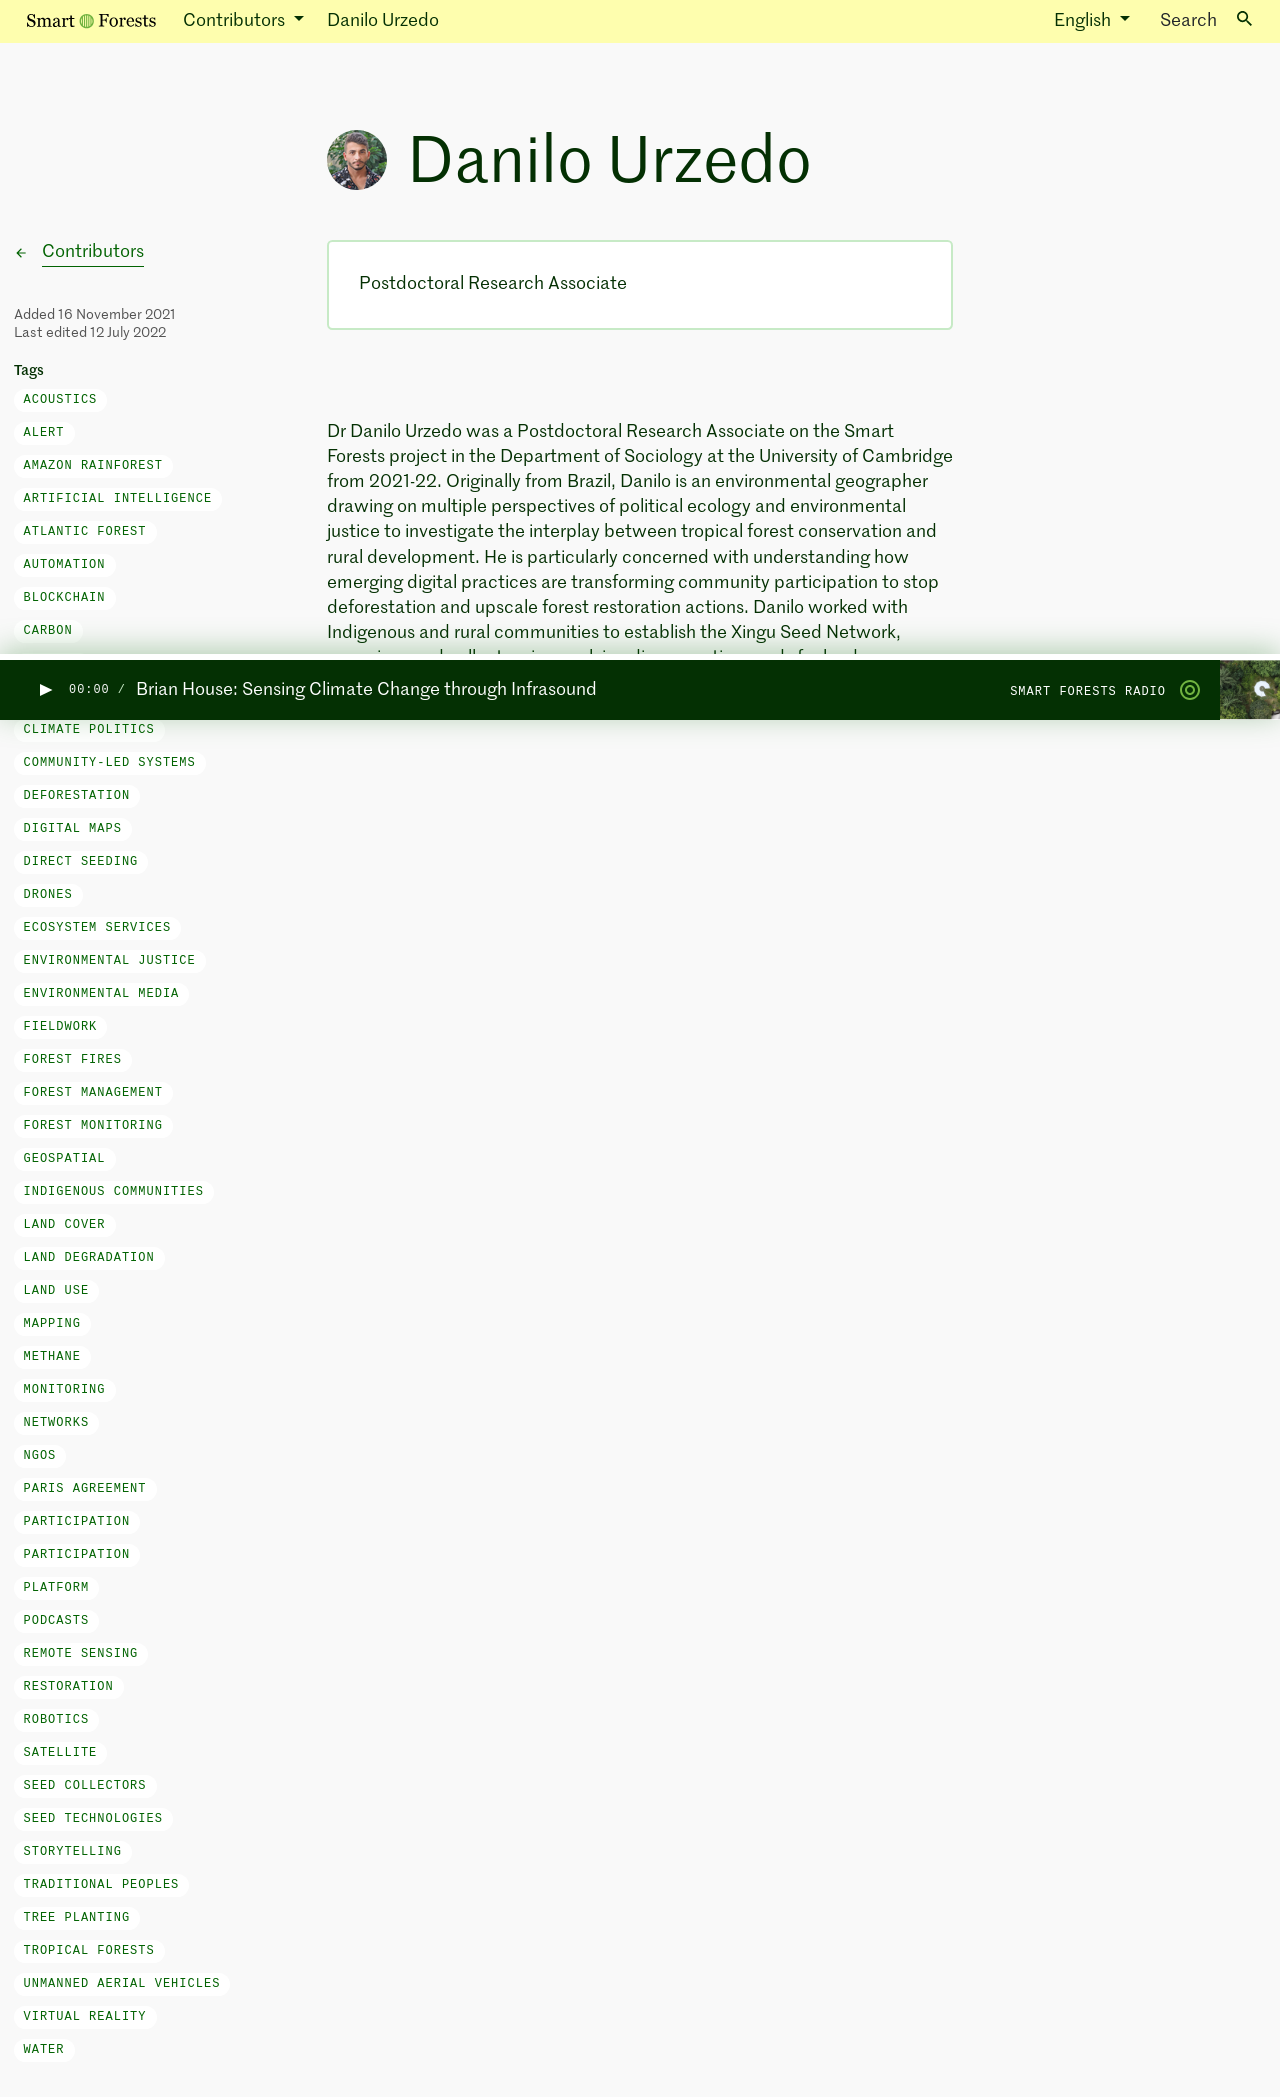 Smart Forests Contributors Danilo Urzedo English Search
Danilo Urzedo
Contributors
Added 16 November 2021
Last edited 12 July 2022
Tags
ACOUSTICS
ALERT
AMAZON RAINFOREST
ARTIFICIAL INTELLIGENCE
ATLANTIC FOREST
AUTOMATION
BLOCKCHAIN
CARBON
Postdoctoral Research Associate
Dr Danilo Urzedo was a Postdoctoral Research Associate on the Smart
Forests project in the Department of Sociology at the University of Cambridge
from 2021-22. Originally from Brazil, Danilo is an environmental geographer
drawing on multiple perspectives of political ecology and environmental
justice to investigate the interplay between tropical forest conservation and
rural development. He is particularly concerned with understanding how
emerging digital practices are transforming community participation to stop
deforestation and upscale forest restoration actions. Danilo worked with
Indigenous and rural communities to establish the Xingu Seed Network,
00:00 / Brian House: Sensing Climate Change through Infrasound SMART FORESTS RADIO
CLIMATE POLITICS
COMMUNITY-LED SYSTEMS
DEFORESTATION
DIGITAL MAPS
DIRECT SEEDING
DRONES
ECOSYSTEM SERVICES
ENVIRONMENTAL JUSTICE
ENVIRONMENTAL MEDIA
FIELDWORK
FOREST FIRES
FOREST MANAGEMENT
FOREST MONITORING
GEOSPATIAL
INDIGENOUS COMMUNITIES
LAND COVER
LAND DEGRADATION
LAND USE
MAPPING
METHANE
MONITORING
NETWORKS
NGOS
PARIS AGREEMENT
PARTICIPATION
PARTICIPATION
PLATFORM
PODCASTS
REMOTE SENSING
RESTORATION
ROBOTICS
SATELLITE
SEED COLLECTORS
SEED TECHNOLOGIES
STORYTELLING
TRADITIONAL PEOPLES
TREE PLANTING
TROPICAL FORESTS
UNMANNED AERIAL VEHICLES
VIRTUAL REALITY
WATER